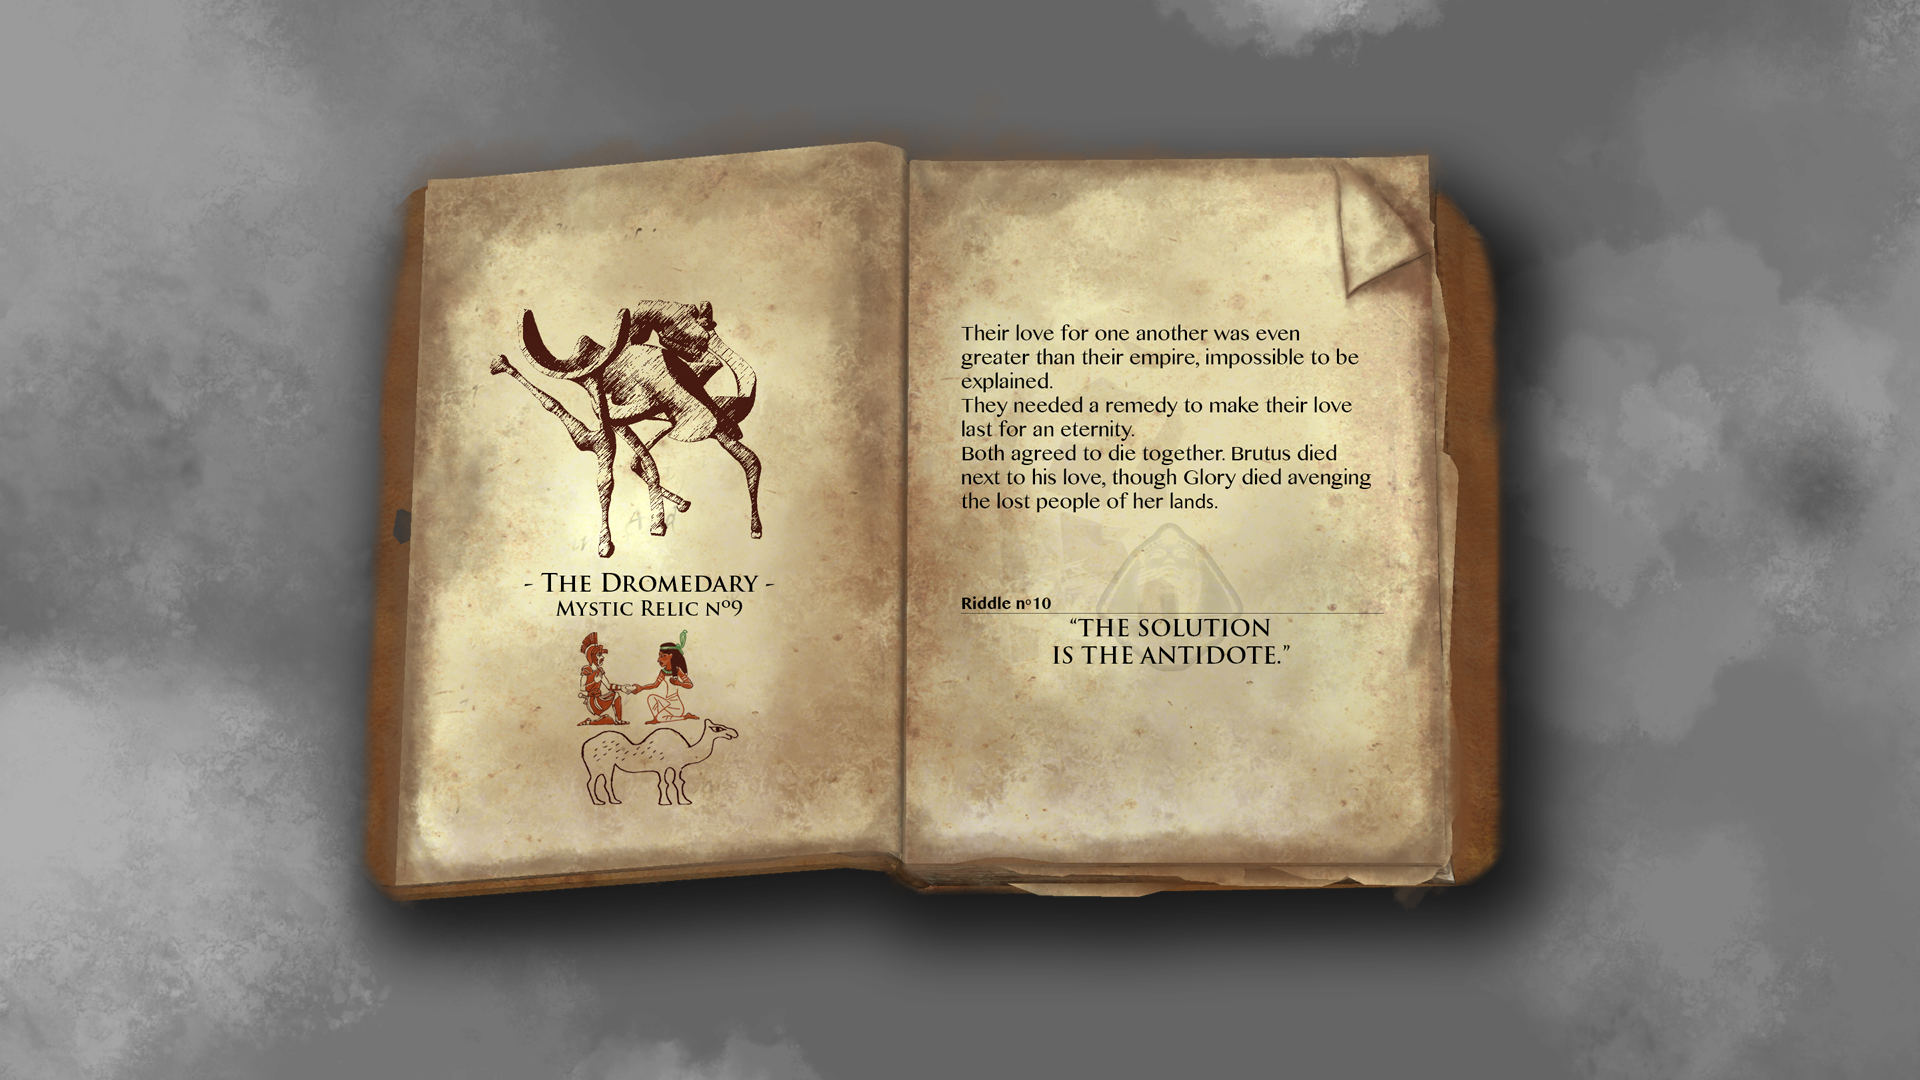 - The Dromedary -
Mystic Relic nº9
Their love for one another was even
greater than their empire, impossible to be
explained.
They needed a remedy to make their love
last for an eternity.
Both agreed to die together. Brutus died
next to his love, though Glory died avenging
the lost people of her lands.
Riddle nº10
“THE SOLUTION
IS THE ANTIDOTE.”